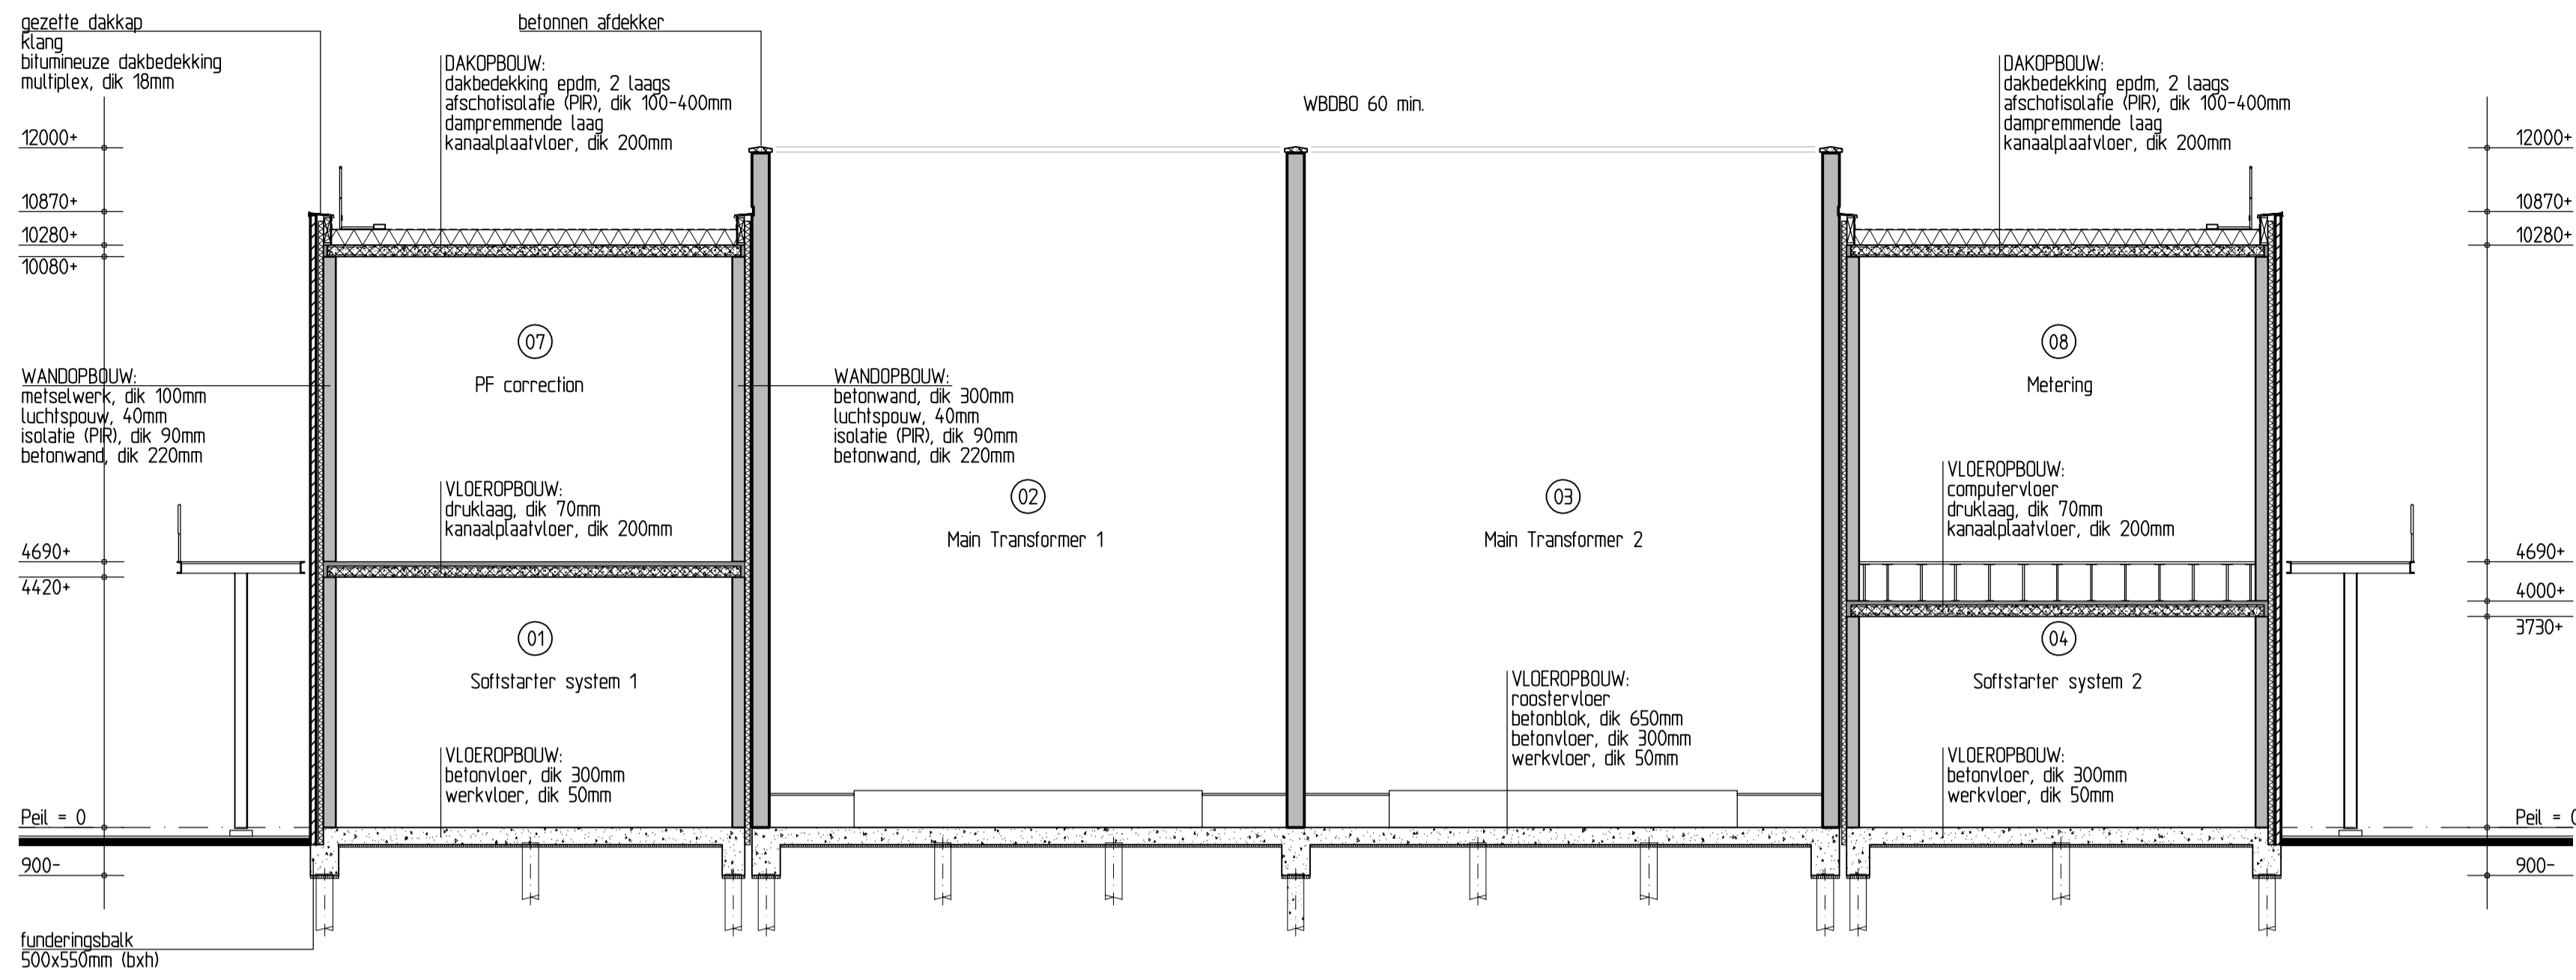 gezette dakkap
klang
bitumineuze dakbedekking
multiplex, dik 18mm
betonnen afdekker
DAKOPBOUW:
dakbedekking epdm, 2 laags
afschotisolatie (PIR), dik 100-400mm
dampremmende laag
kanaalplaatvloer, dik 200mm
WBDBO 60 min.
DAKOPBOUW:
dakbedekking epdm, 2 laags
afschotisolatie (PIR), dik 100-400mm
dampremmende laag
kanaalplaatvloer, dik 200mm
12000+
10870+
10280+
10080+
12000+
10870+
10280+
07
PF correction
08
Metering
WANDOPBOUW:
metselwerk, dik 100mm
luchtspouw, 40mm
isolatie (PIR), dik 90mm
betonwand, dik 220mm
WANDOPBOUW:
betonwand, dik 300mm
luchtspouw, 40mm
isolatie (PIR), dik 90mm
betonwand, dik 220mm
VLOEROPBOUW:
druklaag, dik 70mm
kanaalplaatvloer, dik 200mm
02
Main Transformer 1
03
Main Transformer 2
VLOEROPBOUW:
computervloer
druklaag, dik 70mm
kanaalplaatvloer, dik 200mm
4690+
4420+
4690+
4000+
3730+
01
Softstarter system 1
04
Softstarter system 2
VLOEROPBOUW:
roostervloer
betonblok, dik 650mm
betonvloer, dik 300mm
werkvloer, dik 50mm
VLOEROPBOUW:
betonvloer, dik 300mm
werkvloer, dik 50mm
VLOEROPBOUW:
betonvloer, dik 300mm
werkvloer, dik 50mm
Peil = 0
900-
Peil = 0
900-
funderingsbalk
500x550mm (bxh)